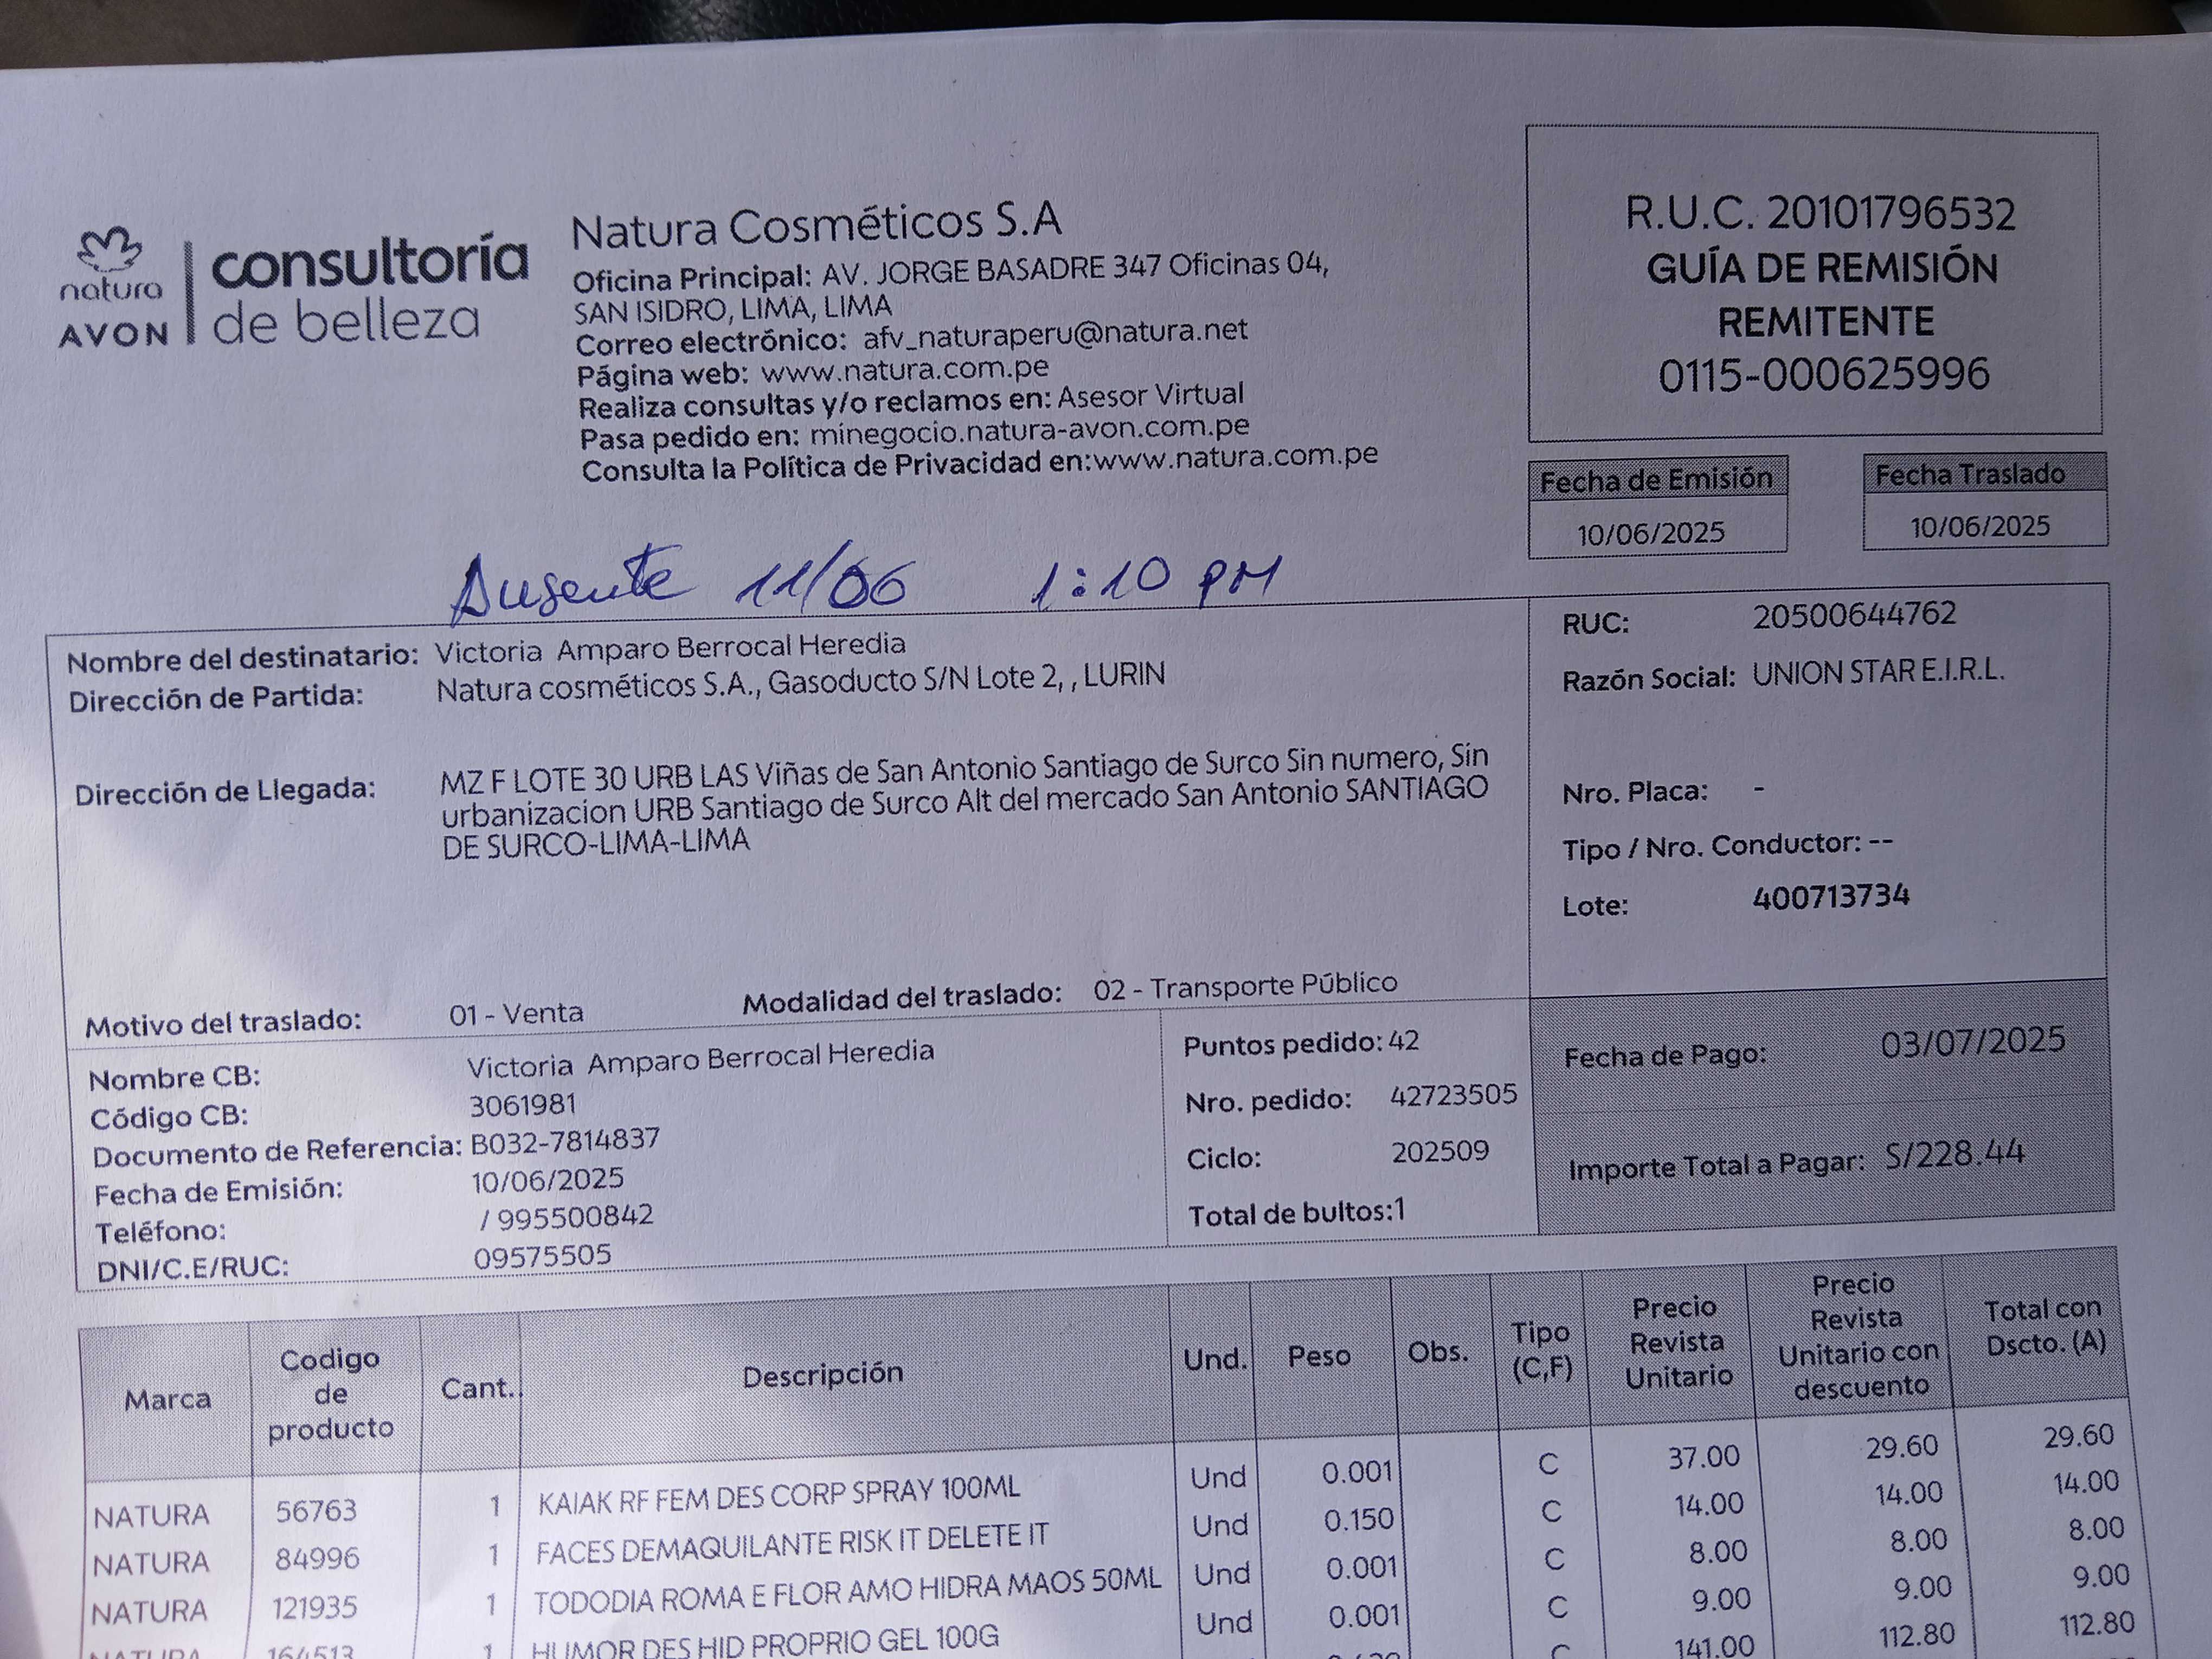 natura
AVON
consultoría
de belleza
Natura Cosméticos S.A
Oficina Principal: AV. JORGE BASADRE 347 Oficinas 04,
SAN ISIDRO, LIMA, LIMA
Correo electrónico: afv_naturaperu@natura.net
Página web: www.natura.com.pe
Realiza consultas y/o reclamos en: Asesor Virtual
Pasa pedido en: minegocio.natura-avon.com.pe
Consulta la Política de Privacidad en:www.natura.com.pe
R.U.C. 20101796532
GUÍA DE REMISIÓN
REMITENTE
0115-000625996
Fecha de Emisión Fecha Traslado
10/06/2025 10/06/2025
Ausente 11/06 1:10 PM
Nombre del destinatario: Victoria Amparo Berrocal Heredia
Dirección de Partida: Natura cosméticos S.A., Gasoducto S/N Lote 2, , LURIN
Dirección de Llegada: MZ F LOTE 30 URB LAS Viñas de San Antonio Santiago de Surco Sin numero, Sin
urbanizacion URB Santiago de Surco Alt del mercado San Antonio SANTIAGO
DE SURCO-LIMA-LIMA
Motivo del traslado: 01 - Venta Modalidad del traslado: 02 - Transporte Público
RUC: 20500644762
Razón Social: UNION STAR E.I.R.L.
Nro. Placa: -
Tipo / Nro. Conductor: --
Lote: 400713734
Nombre CB: Victoria Amparo Berrocal Heredia
Código CB: 3061981
Documento de Referencia: B032-7814837
Fecha de Emisión: 10/06/2025
Teléfono: / 995500842
DNI/C.E/RUC: 09575505
Puntos pedido: 42
Nro. pedido: 42723505
Ciclo: 202509
Total de bultos:1
Fecha de Pago: 03/07/2025
Importe Total a Pagar: S/228.44
Marca Codigo de producto Cant. Descripción Und. Peso Obs. Tipo (C,F) Precio Revista Unitario Precio Revista Unitario con descuento Total con Dscto. (A)
NATURA 56763 1 KAIAK RF FEM DES CORP SPRAY 100ML Und 0.001 C 37.00 29.60 29.60
NATURA 84996 1 FACES DEMAQUILANTE RISK IT DELETE IT Und 0.150 C 14.00 14.00 14.00
NATURA 121935 1 TODODIA ROMA E FLOR AMO HIDRA MAOS 50ML Und 0.001 C 8.00 8.00 8.00
NATURA 164513 1 HUMOR DES HID PROPRIO GEL 100G Und 0.001 C 9.00 9.00 9.00
C 141.00 112.80 112.80